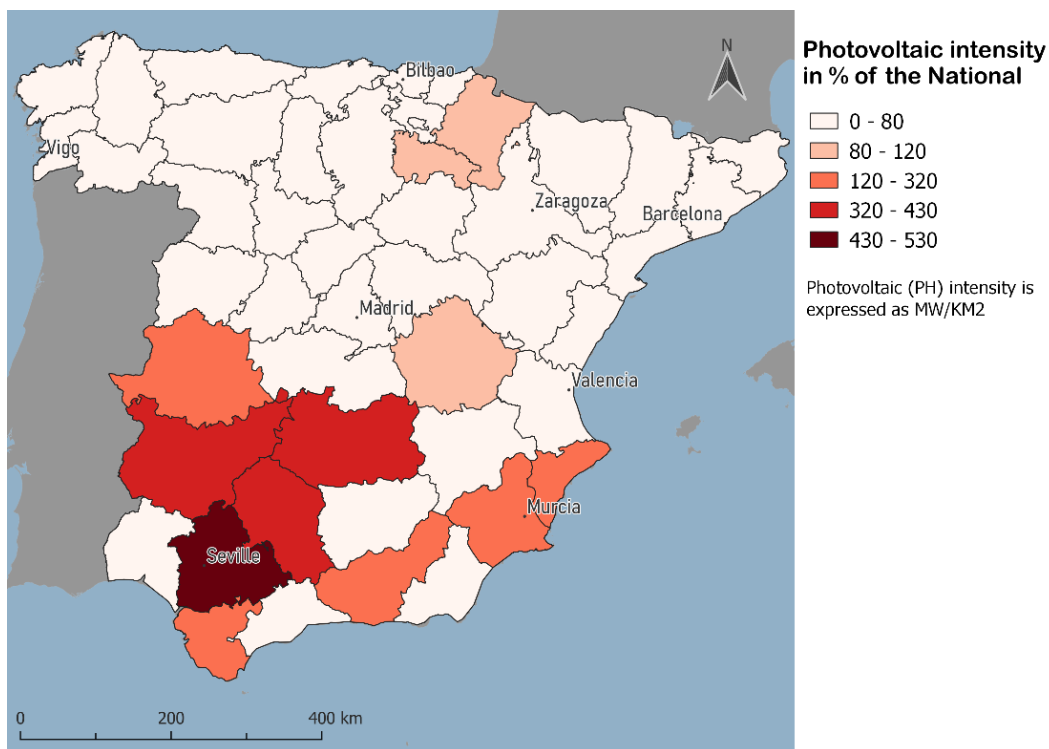 N
Bilbao
Vigo
Zaragoza
Barcelona
Madrid
Valencia
Murcia
Seville
0 200 400 km
Photovoltaic intensity
in % of the National
0 - 80
80 - 120
120 - 320
320 - 430
430 - 530
Photovoltaic (PH) intensity is
expressed as MW/KM2